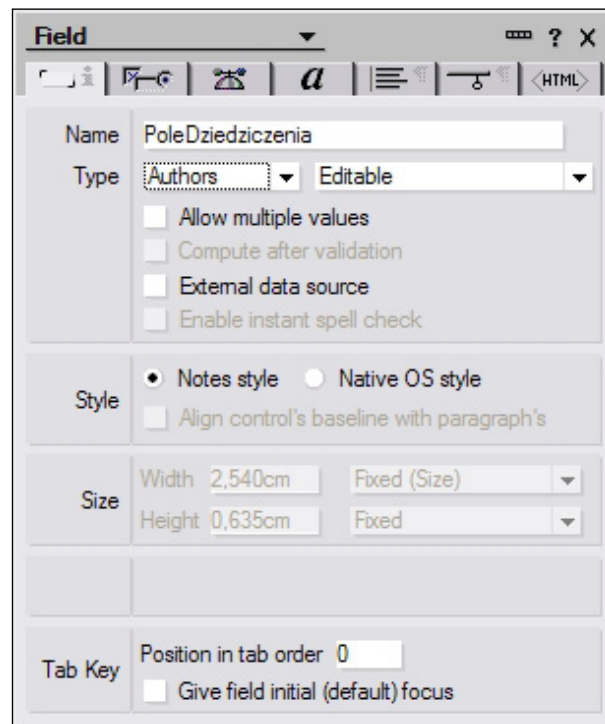 Field ? X
i a <HTML>
Name PoleDziedziczenia
Type Authors Editable
Allow multiple values
Compute after validation
External data source
Enable instant spell check
Style Notes style Native OS style
Align control's baseline with paragraph's
Size Width 2,540cm Fixed (Size)
Height 0,635cm Fixed
Tab Key Position in tab order 0
Give field initial (default) focus